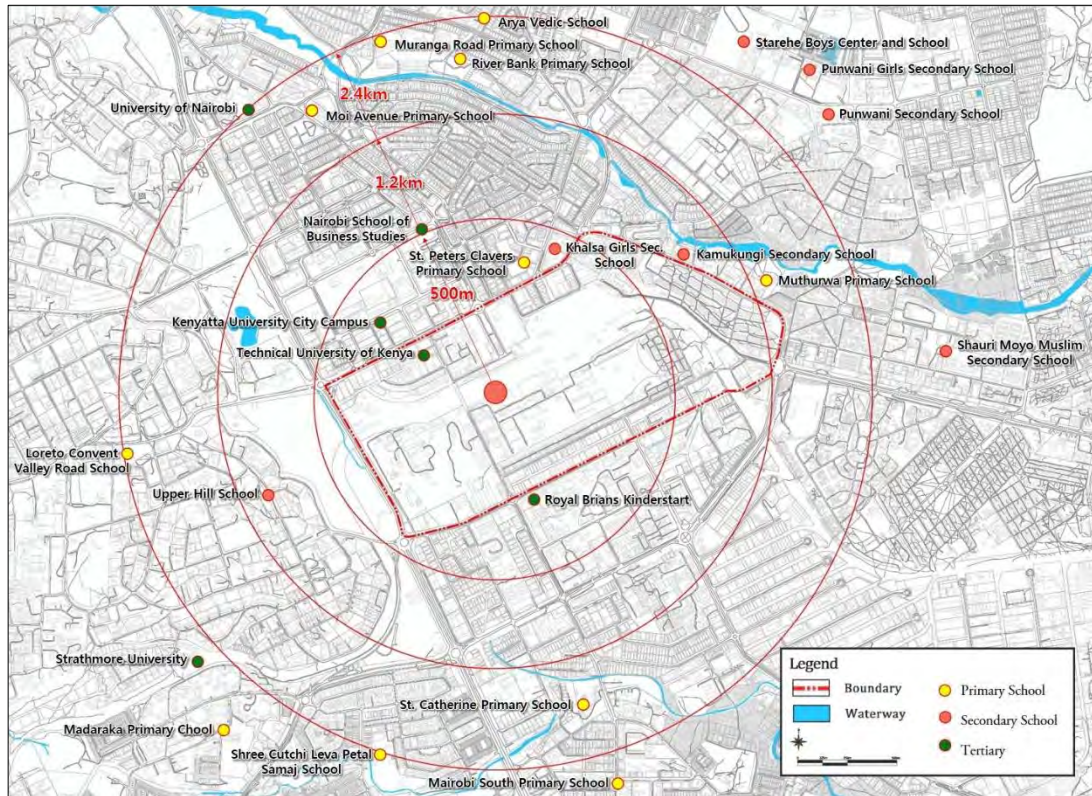 Arya Vedic School
Muranga Road Primary School
River Bank Primary School
Starehe Boys Center and School
Punwani Girls Secondary School
2.4km
University of Nairobi
Moi Avenue Primary School
Punwani Secondary School
1.2km
Nairobi School of
Business Studies
St. Peters Clavers
Primary School
Khalsa Girls Sec.
School
Kamukungi Secondary School
Muthurwa Primary School
500m
Kenyatta University City Campus
Technical University of Kenya
Shauri Moyo Muslim
Secondary School
Loreto Convent
Valley Road School
Upper Hill School
Royal Brians Kinderstart
Strathmore University
St. Catherine Primary School
Madaraka Primary Chool
Shree Cutchi Leva Petal
Samaj School
Mairobi South Primary School
Legend
Boundary
Waterway
Primary School
Secondary School
Tertiary